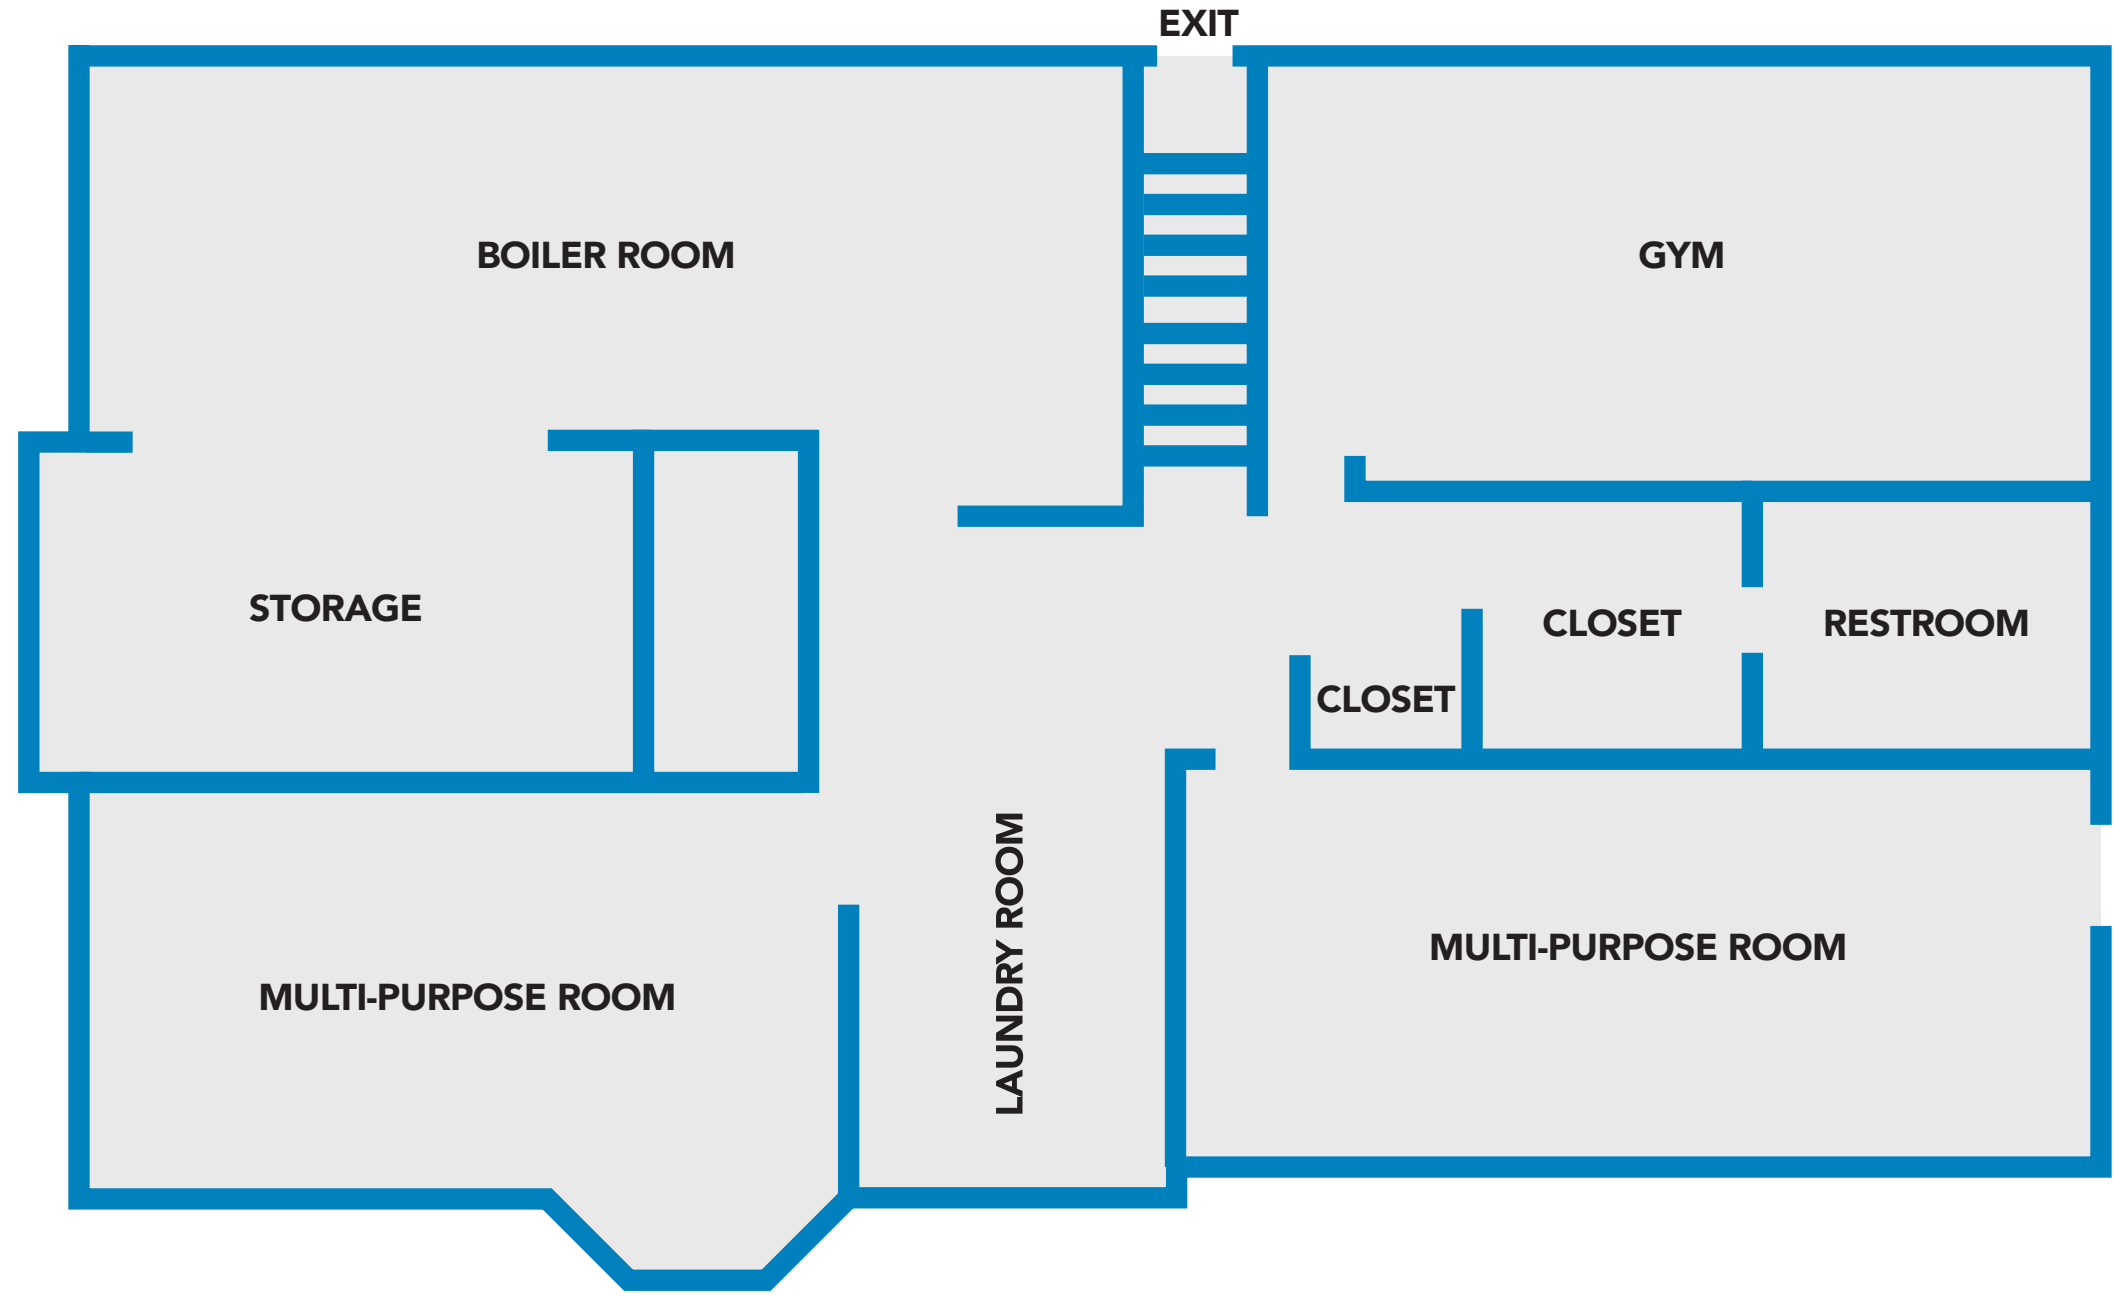 EXIT
BOILER ROOM
GYM
STORAGE
CLOSET
RESTROOM
CLOSET
LAUNDRY ROOM
MULTI-PURPOSE ROOM
MULTI-PURPOSE ROOM